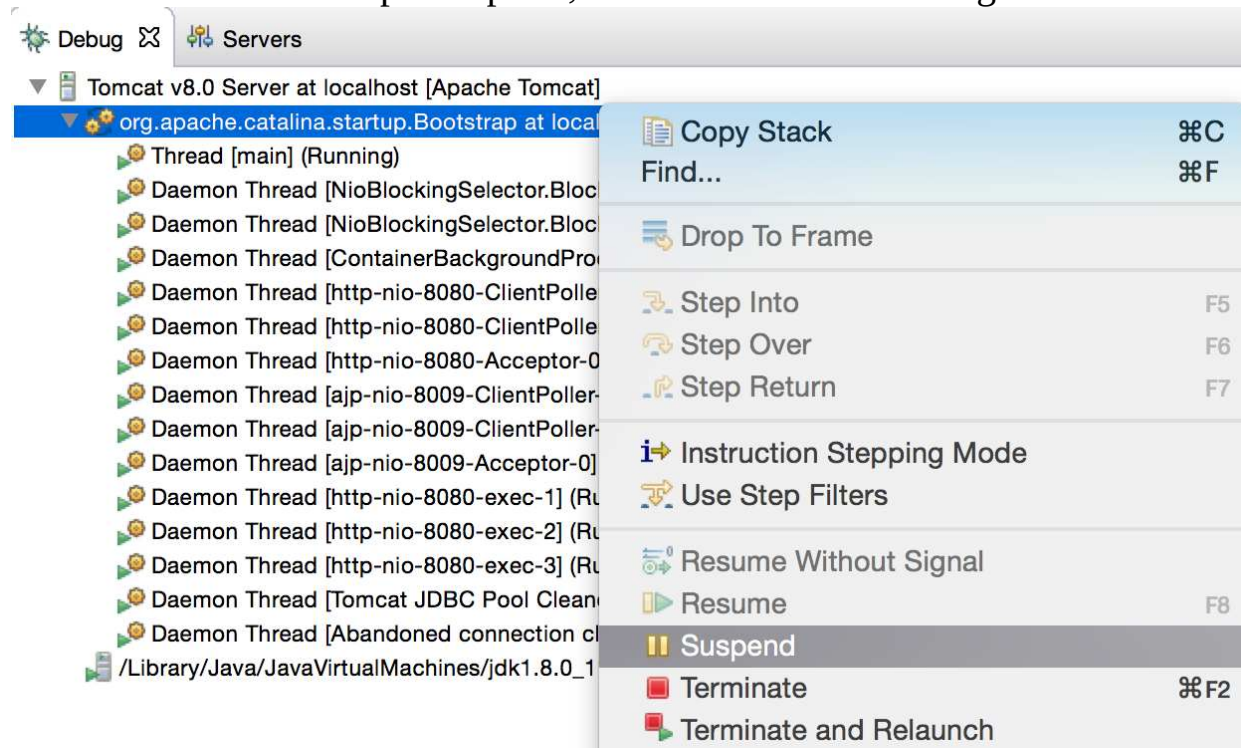 Debug Servers
Tomcat v8.0 Server at localhost [Apache Tomcat]
org.apache.catalina.startup.Bootstrap at local
Thread [main] (Running)
Daemon Thread [NioBlockingSelector.Bloc
Daemon Thread [NioBlockingSelector.Bloc
Daemon Thread [ContainerBackgroundPro
Daemon Thread [http-nio-8080-ClientPolle
Daemon Thread [http-nio-8080-ClientPolle
Daemon Thread [http-nio-8080-Acceptor-0
Daemon Thread [ajp-nio-8009-ClientPoller-
Daemon Thread [ajp-nio-8009-ClientPoller-
Daemon Thread [ajp-nio-8009-Acceptor-0]
Daemon Thread [http-nio-8080-exec-1] (Ru
Daemon Thread [http-nio-8080-exec-2] (Ru
Daemon Thread [http-nio-8080-exec-3] (Ru
Daemon Thread [Tomcat JDBC Pool Clean
Daemon Thread [Abandoned connection cl
/Library/Java/JavaVirtualMachines/jdk1.8.0_1
Copy Stack ⌘C
Find... ⌘F
Drop To Frame
Step Into F5
Step Over F6
Step Return F7
Instruction Stepping Mode
Use Step Filters
Resume Without Signal
Resume F8
Suspend
Terminate ⌘F2
Terminate and Relaunch